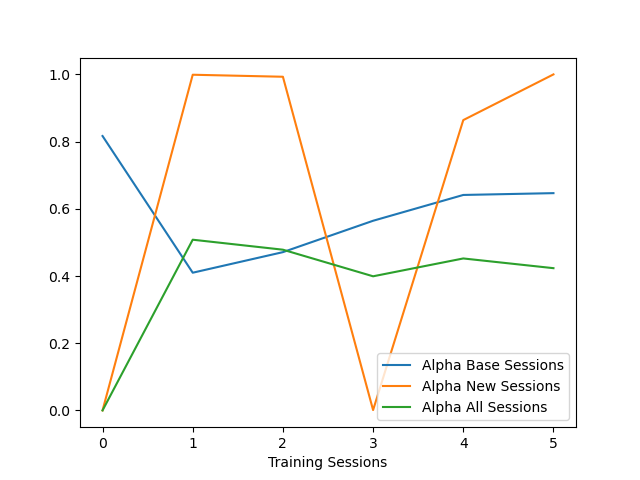 1.0
0.8
0.6
0.4
0.2
0.0
Alpha Base Sessions
Alpha New Sessions
Alpha All Sessions
0 1 2 3 4 5
Training Sessions